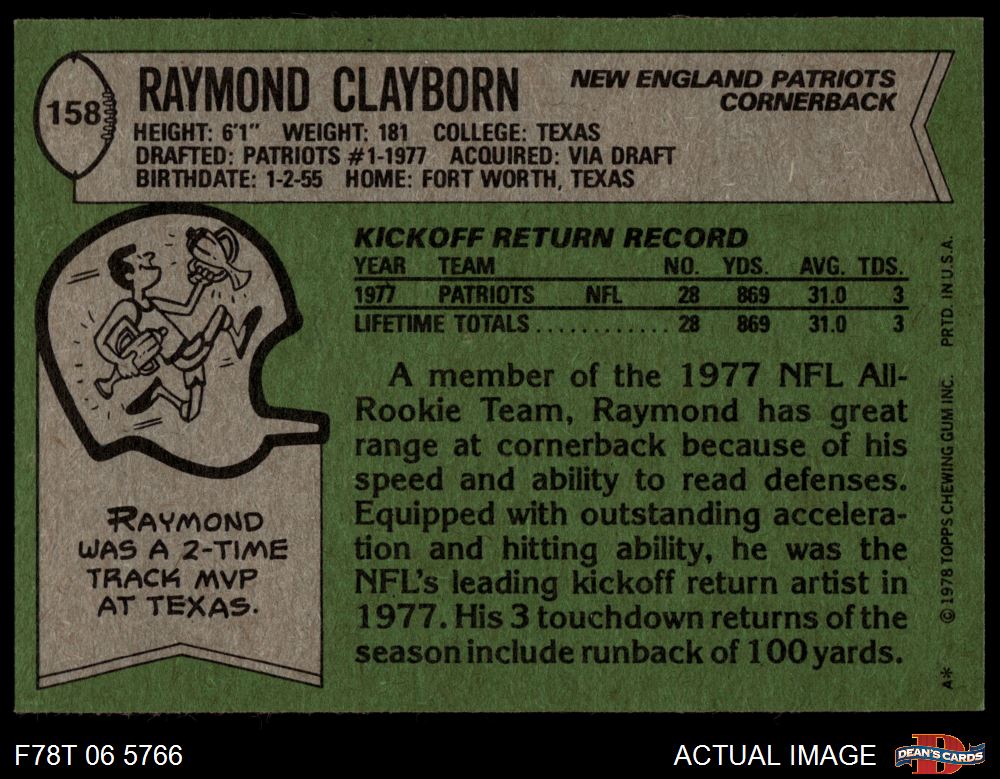 158
RAYMOND CLAYBORN
NEW ENGLAND PATRIOTS
CORNERBACK
HEIGHT: 6'1" WEIGHT: 181 COLLEGE: TEXAS
DRAFTED: PATRIOTS #1-1977 ACQUIRED: VIA DRAFT
BIRTHDATE: 1-2-55 HOME: FORT WORTH, TEXAS
KICKOFF RETURN RECORD
YEAR TEAM NO. YDS. AVG. TDS.
1977 PATRIOTS NFL 28 869 31.0 3
LIFETIME TOTALS............ 28 869 31.0 3
A member of the 1977 NFL All-
Rookie Team, Raymond has great
range at cornerback because of his
speed and ability to read defenses.
Equipped with outstanding accelera-
tion and hitting ability, he was the
NFL's leading kickoff return artist in
1977. His 3 touchdown returns of the
season include runback of 100 yards.
RAYMOND
WAS A 2-TIME
TRACK MVP
AT TEXAS.
A* ©1978 TOPPS CHEWING GUM INC. PRTD. IN U.S.A.
F78T 06 5766
ACTUAL IMAGE
D
DEAN'S CARDS